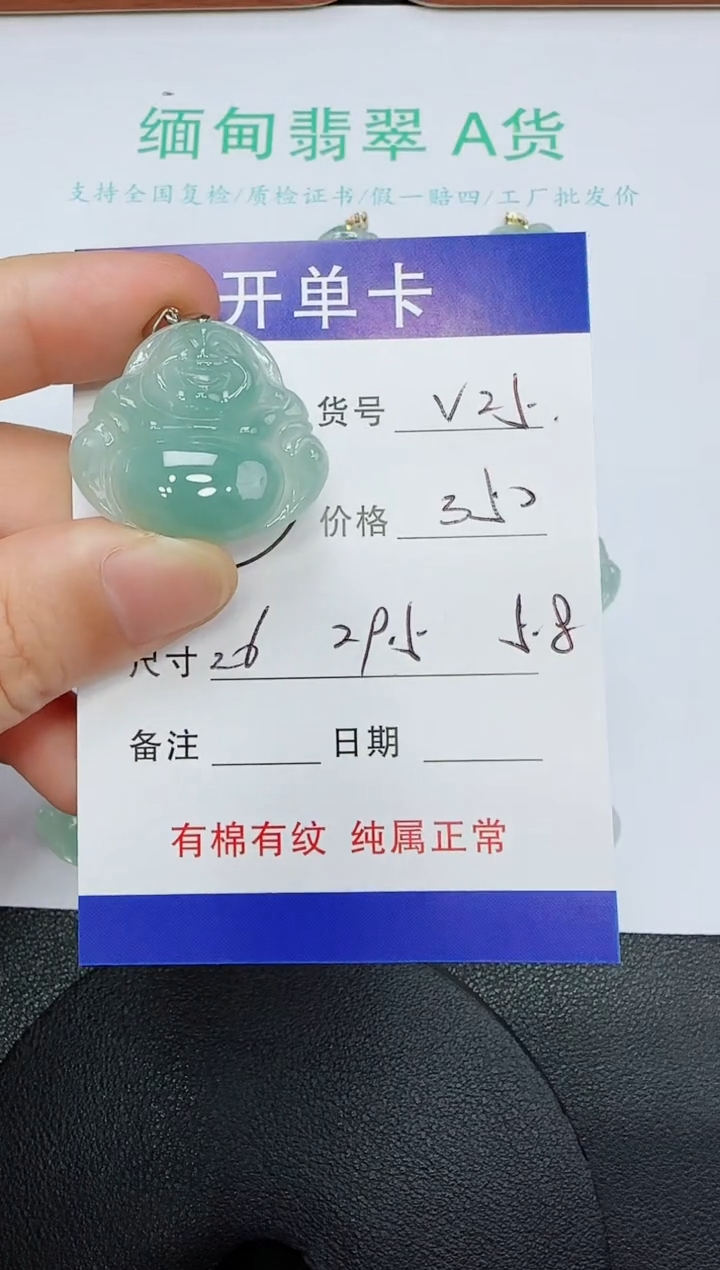 缅甸翡翠 A货
支持全国复检/质检证书/假一赔四/工厂批发价
开单卡
货号 V25.
价格 350
尺寸 26 29.5 5.8
备注 日期
有棉有纹 纯属正常